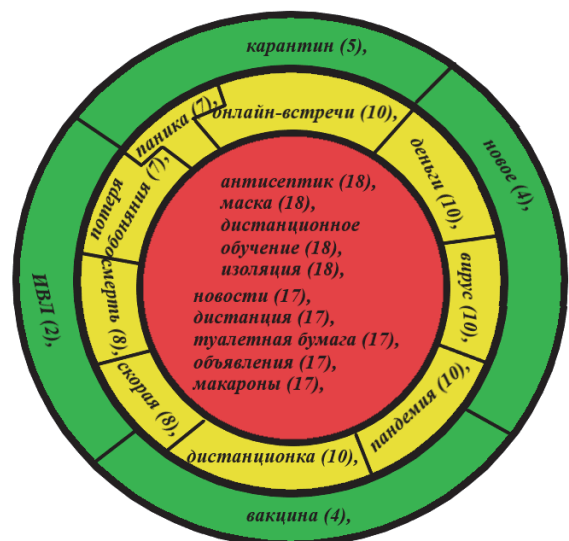 карантин (5),
новое (4),
вакцина (4),
ИВЛ (2),
паника (7),
онлайн-встречи (10),
деньги (10),
вирус (10),
пандемия (10),
дистанционка (10),
скорая (8),
смерть (8),
потеря
обоняния (7),
антисептик (18),
маска (18),
дистанционное
обучение (18),
изоляция (18),
новости (17),
дистанция (17),
туалетная бумага (17),
объявления (17),
макароны (17),